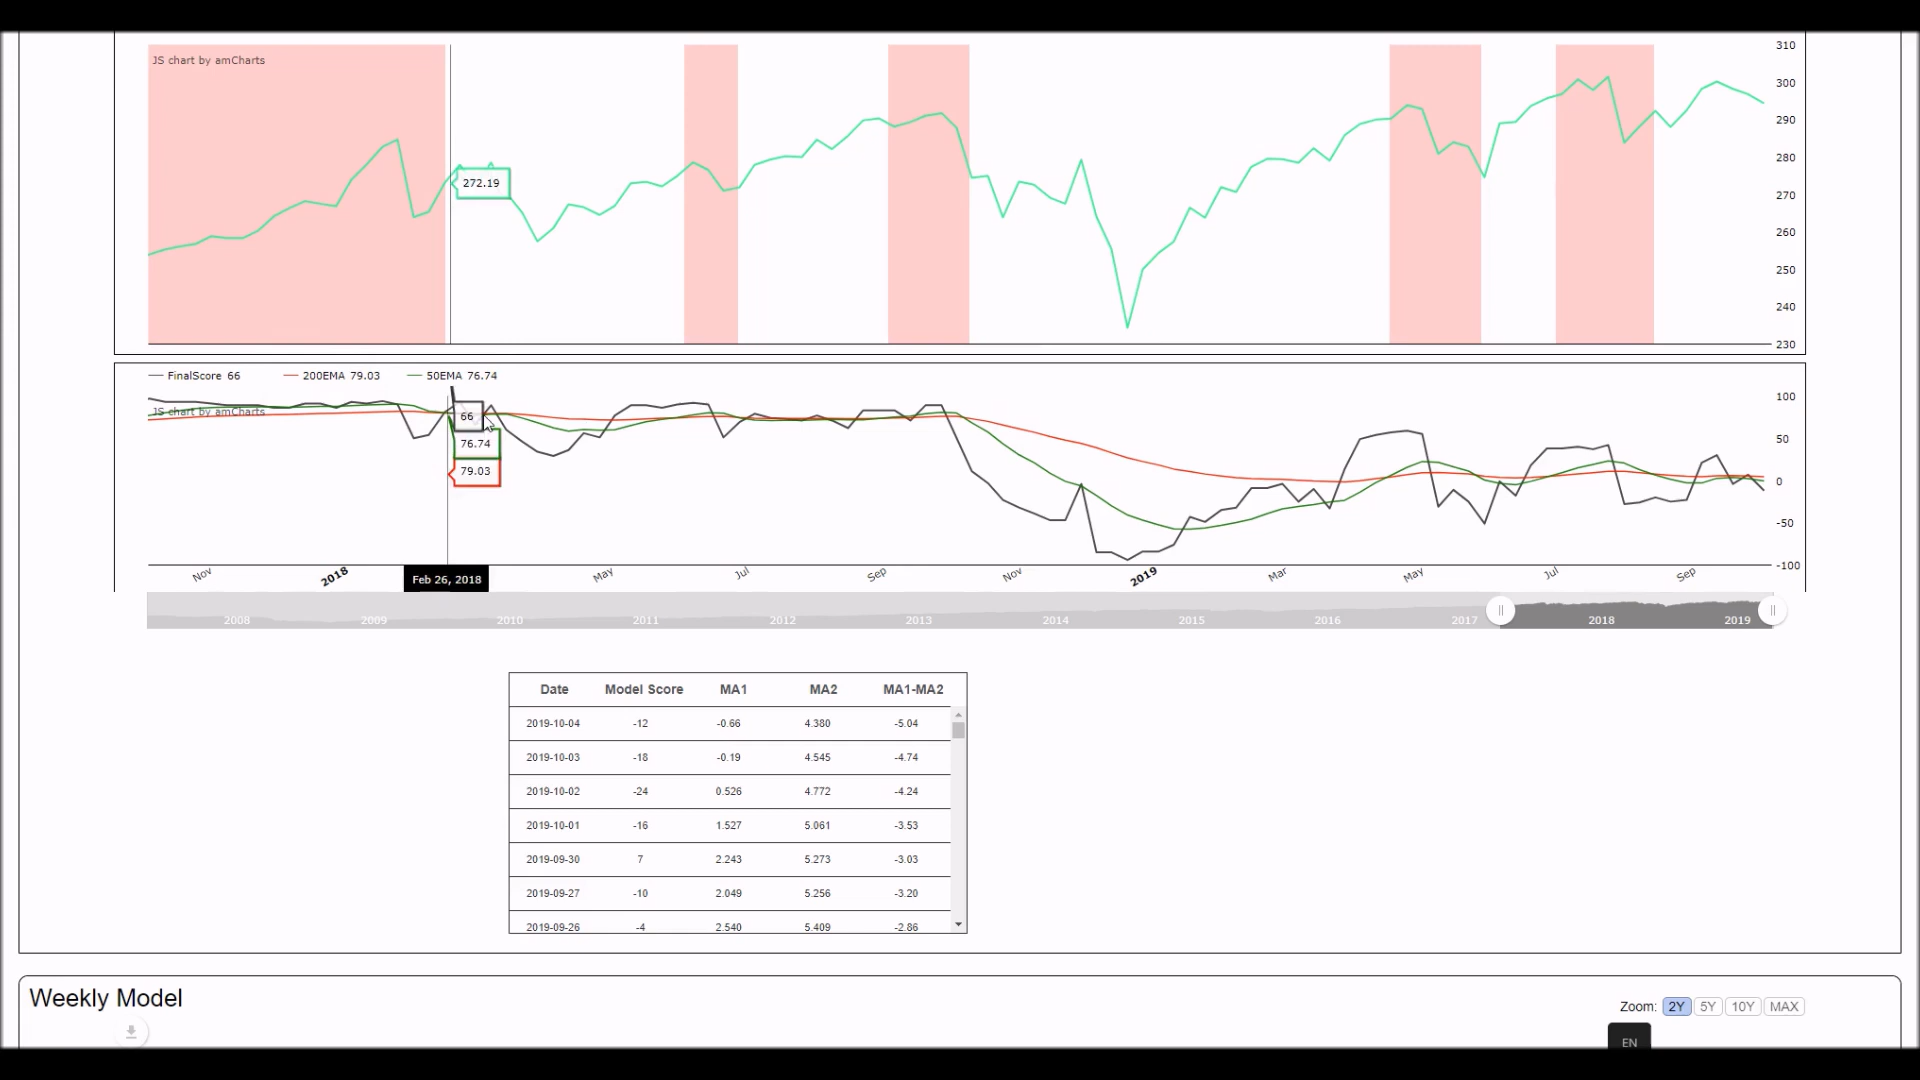 JS chart by amCharts
310
300
290
280
270
260
250
240
230
272.19
FinalScore 66
200EMA 79.03
50EMA 76.74
JS chart by amCharts
100
50
0
-50
-100
66
76.74
79.03
Nov
2018
Feb 26, 2018
May
Jul
Sep
Nov
2019
Mar
May
Jul
Sep
2008 2009 2010 2011 2012 2013 2014 2015 2016 2017 2018 2019
Date Model Score MA1 MA2 MA1-MA2
2019-10-04 -12 -0.66 4.380 -5.04
2019-10-03 -18 -0.19 4.545 -4.74
2019-10-02 -24 0.526 4.772 -4.24
2019-10-01 -16 1.527 5.061 -3.53
2019-09-30 7 2.243 5.273 -3.03
2019-09-27 -10 2.049 5.256 -3.20
2019-09-26 -4 2.540 5.409 -2.86
Weekly Model
Zoom: 2Y 5Y 10Y MAX
EN